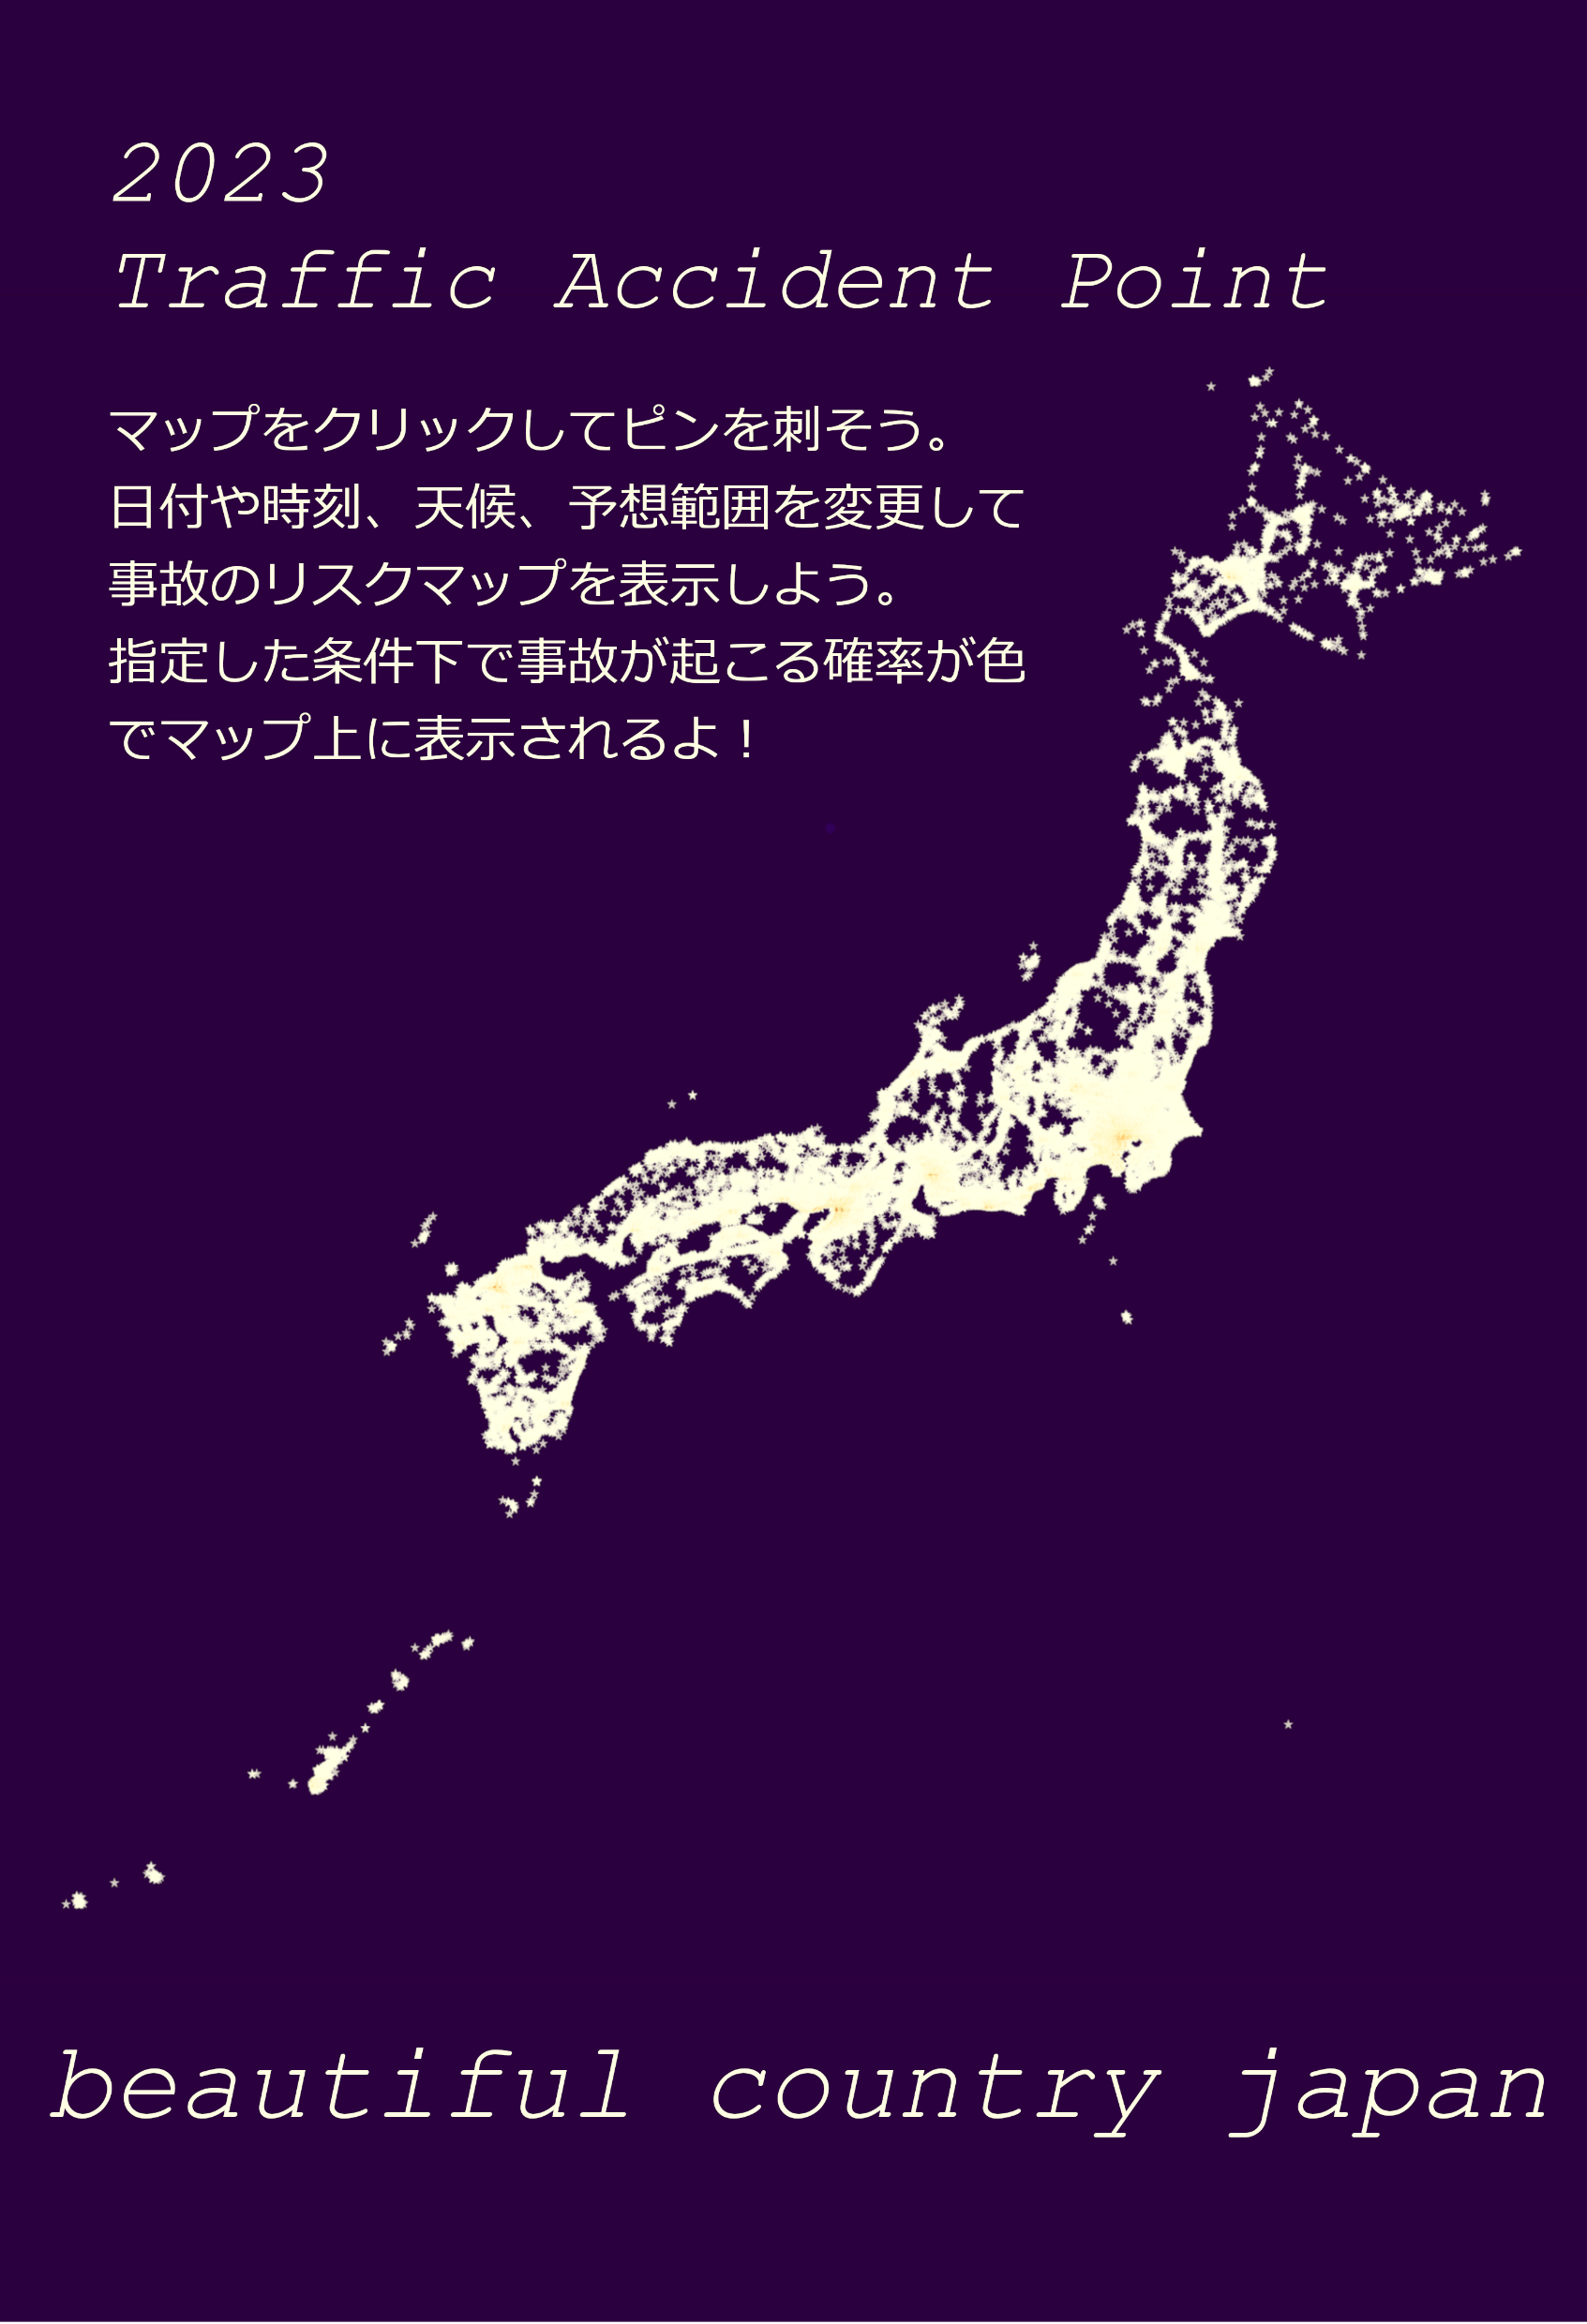 2023
Traffic Accident Point
マップをクリックしてピンを刺そう。
日付や時刻、天候、予想範囲を変更して
事故のリスクマップを表示しよう。
指定した条件下で事故が起こる確率が色
でマップ上に表示されるよ！
beautiful country japan